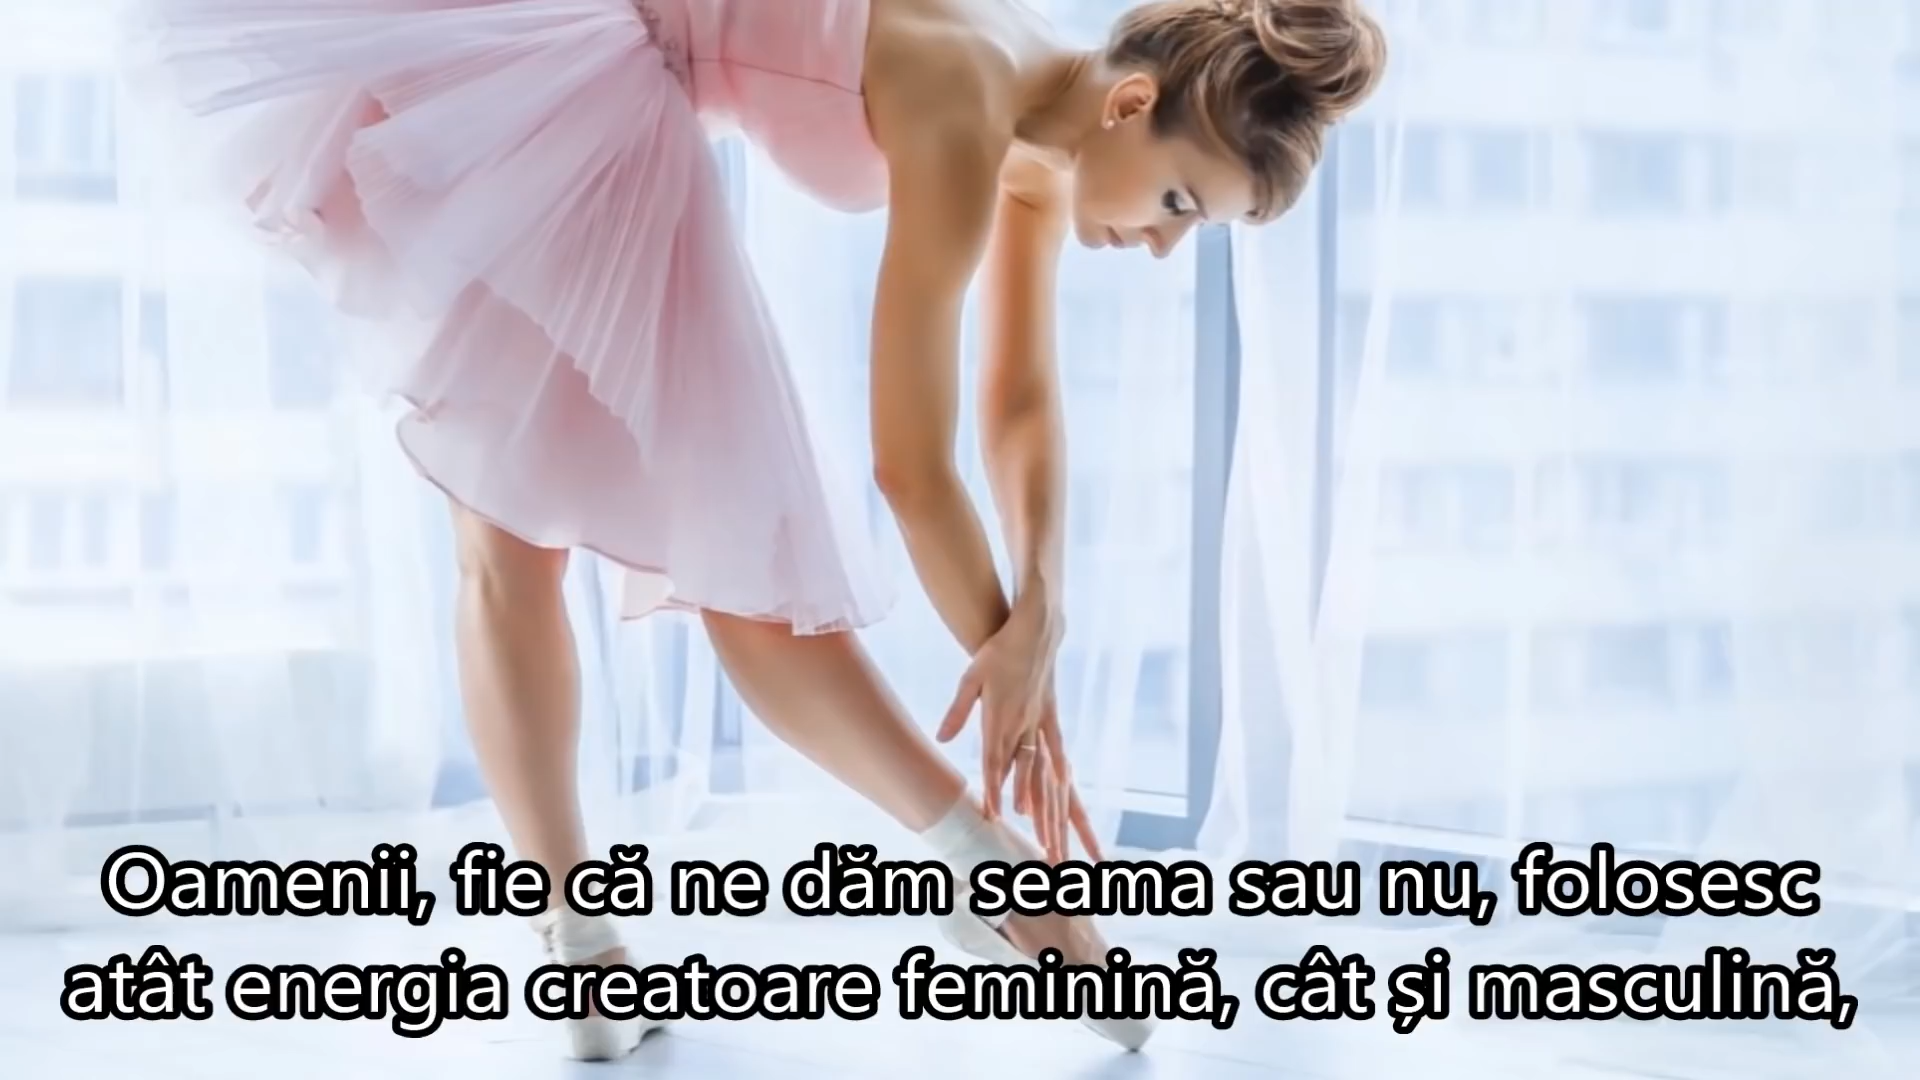 Oamenii, fie că ne dăm seama sau nu, folosesc
atât energia creatoare feminină, cât și masculină,